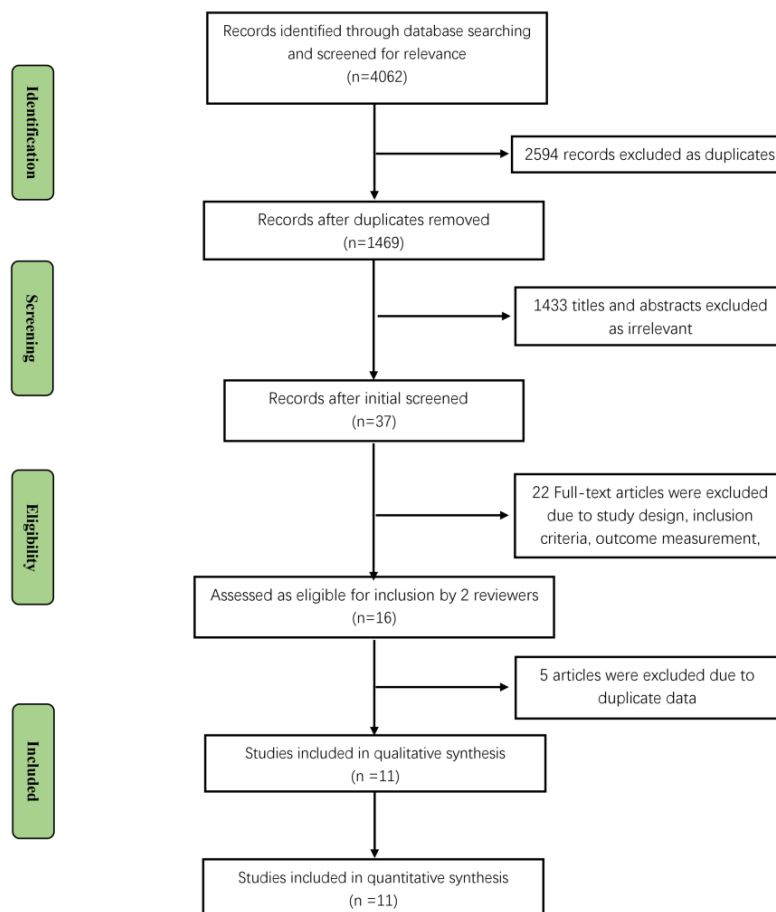 Records identified through database searching
and screened for relevance
(n=4062)
Identification
2594 records excluded as duplicates
Records after duplicates removed
(n=1469)
Screening
1433 titles and abstracts excluded
as irrelevant
Records after initial screened
(n=37)
Eligibility
22 Full-text articles were excluded
due to study design, inclusion
criteria, outcome measurement,
Assessed as eligible for inclusion by 2 reviewers
(n=16)
5 articles were excluded due to
duplicate data
Included
Studies included in qualitative synthesis
(n =11)
Studies included in quantitative synthesis
(n =11)